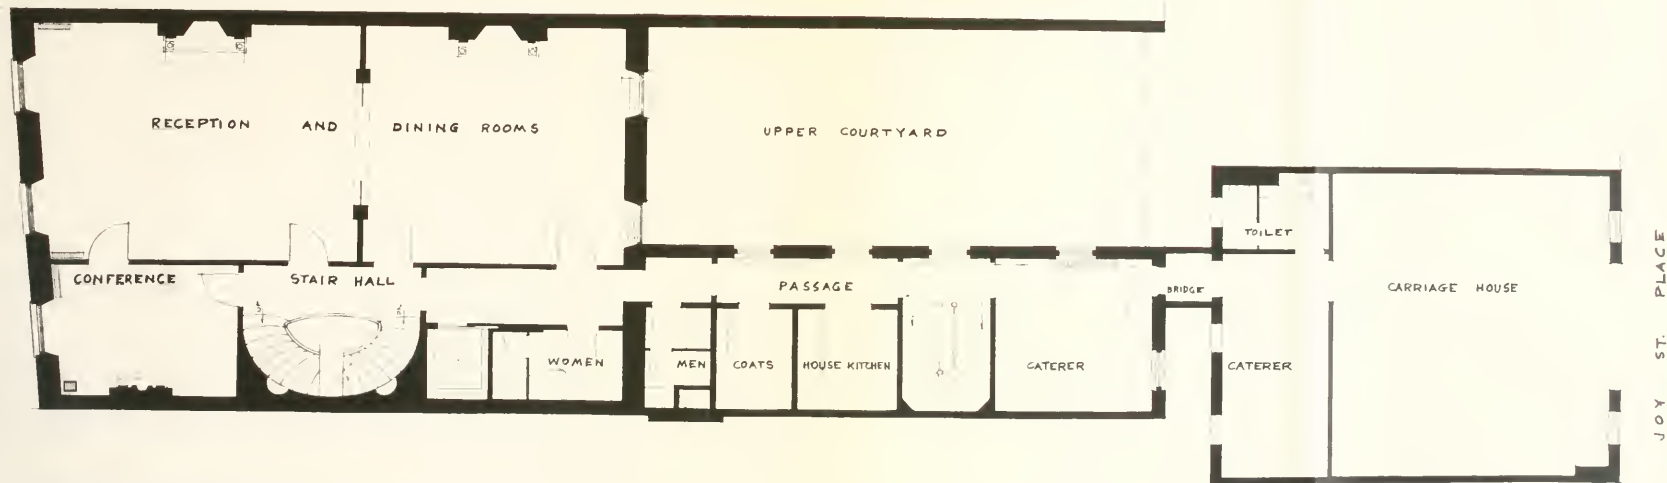 RECEPTION AND DINING ROOMS
UPPER COURTYARD
TOILET
CONFERENCE
STAIR HALL
PASSAGE
BRIDGE
CARRIAGE HOUSE
WOMEN
MEN
COATS
HOUSE KITCHEN
CATERER
CATERER
JOY ST. PLACE